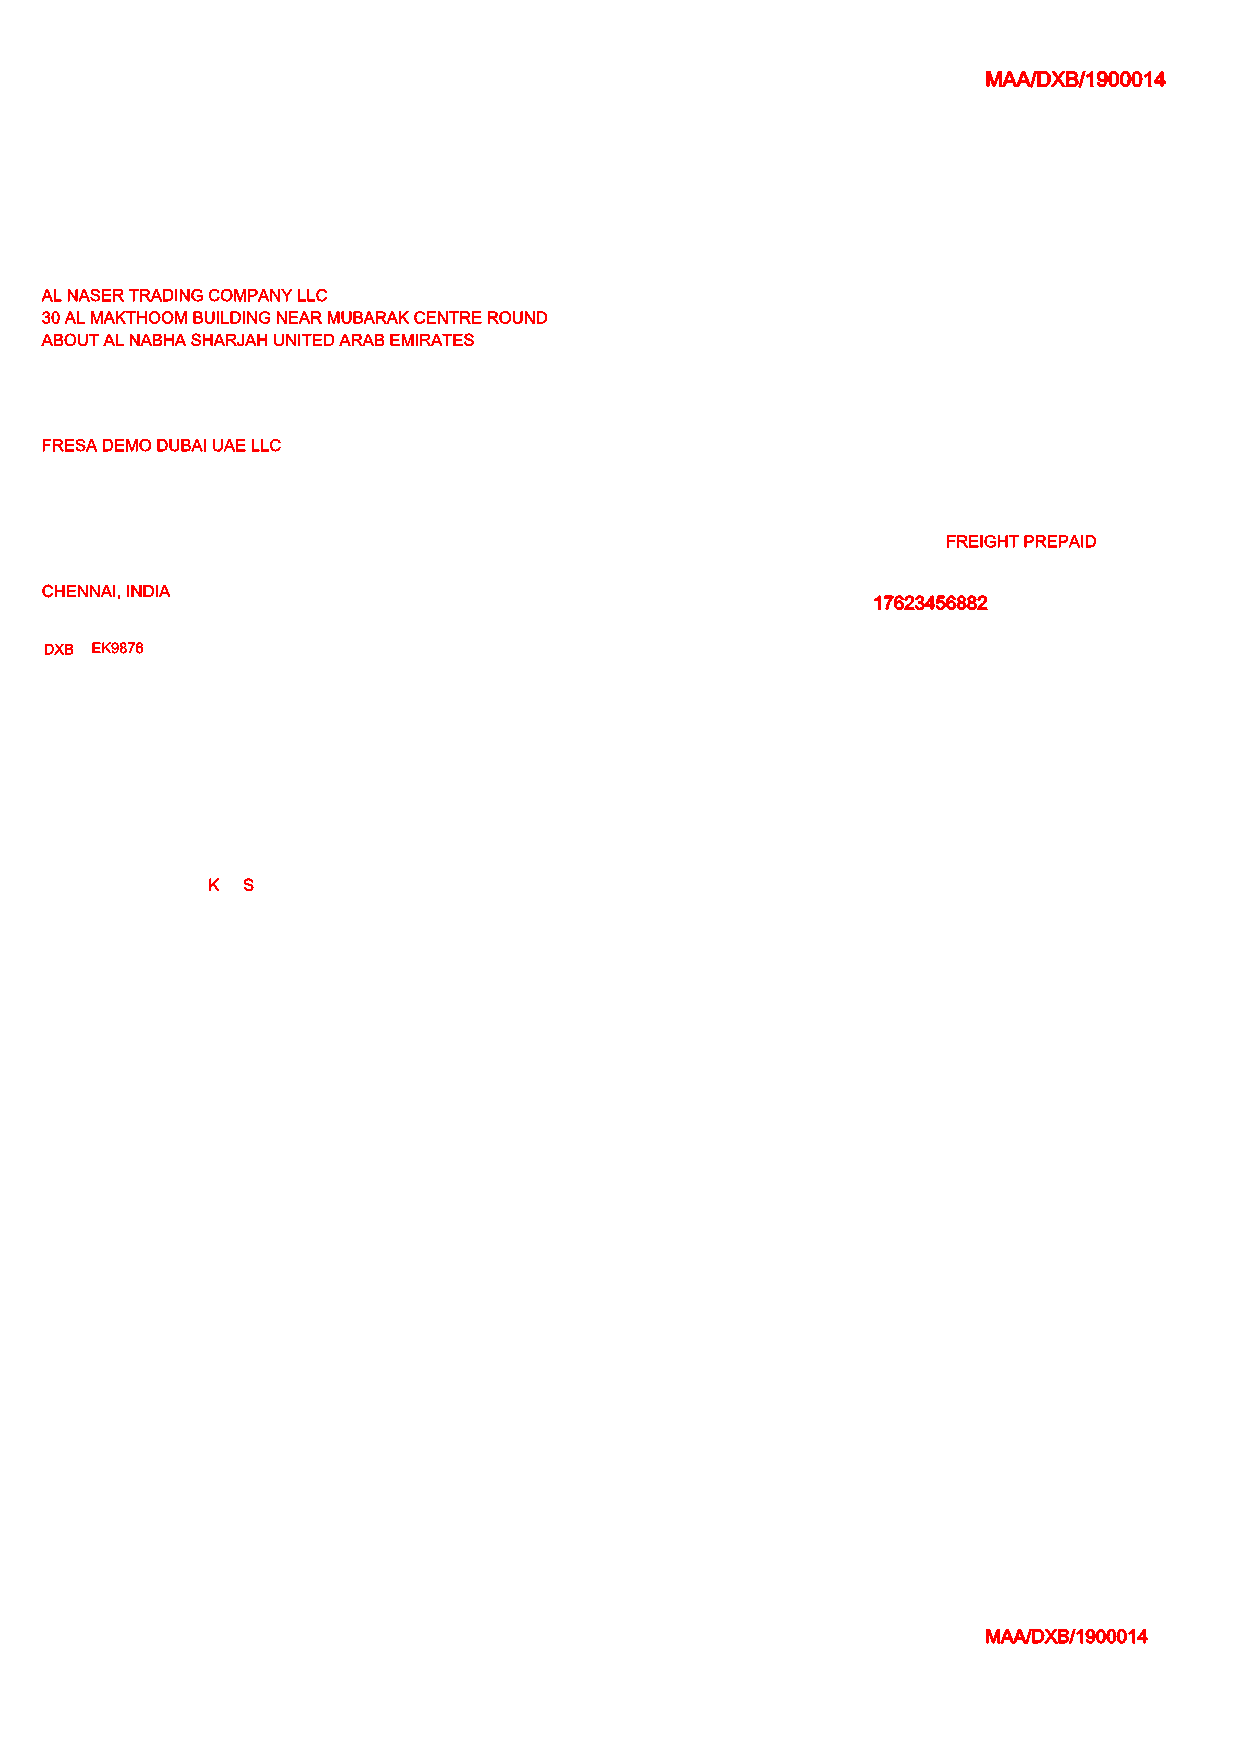 MAA/DXB/1900014
AL NASER TRADING COMPANY LLC
30 AL MAKTHOOM BUILDING NEAR MUBARAK CENTRE ROUND
ABOUT AL NABHA SHARJAH UNITED ARAB EMIRATES
FRESA DEMO DUBAI UAE LLC
FREIGHT PREPAID
CHENNAI, INDIA
17623456882
DXB EK9876
K S
MAA/DXB/1900014